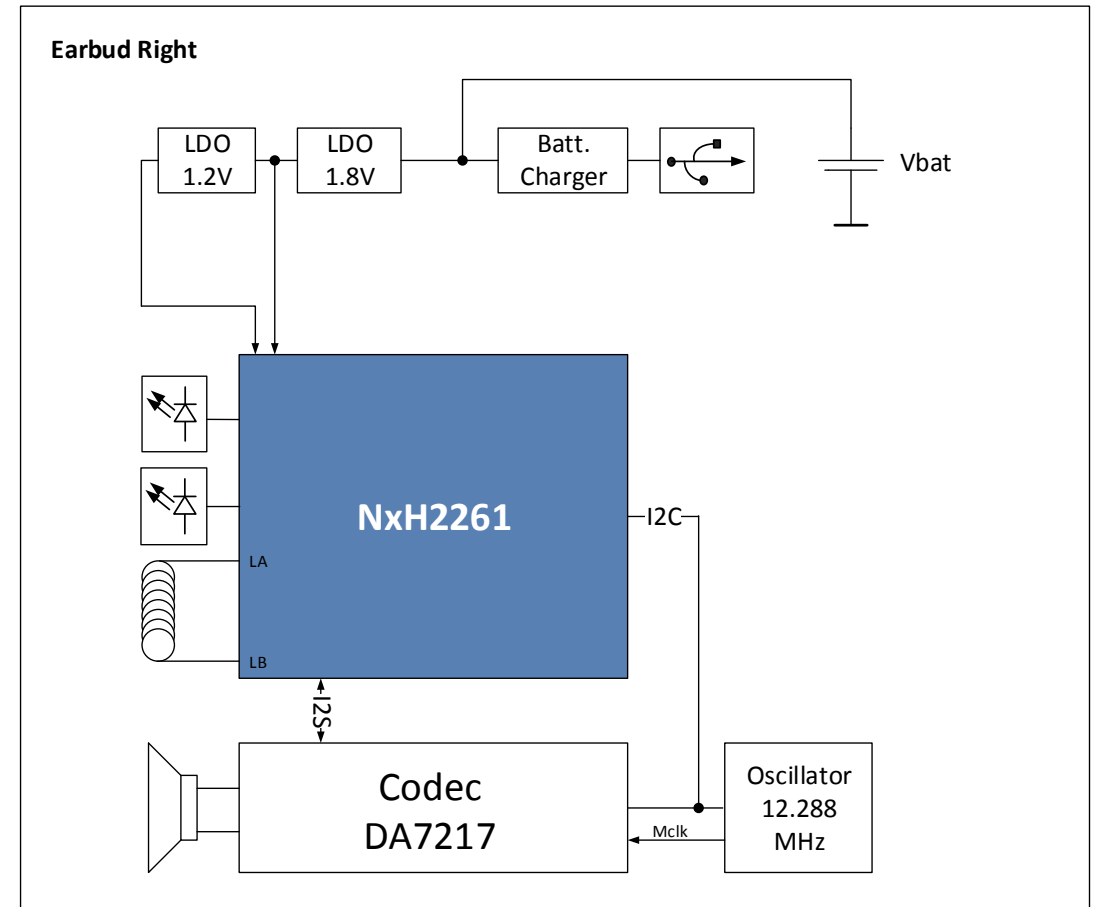 Earbud Right
LDO
1.2V
LDO
1.8V
Batt.
Charger
Vbat
NxH2261
I2C
LA
LB
I2S
Codec
DA7217
Mclk
Oscillator
12.288
MHz